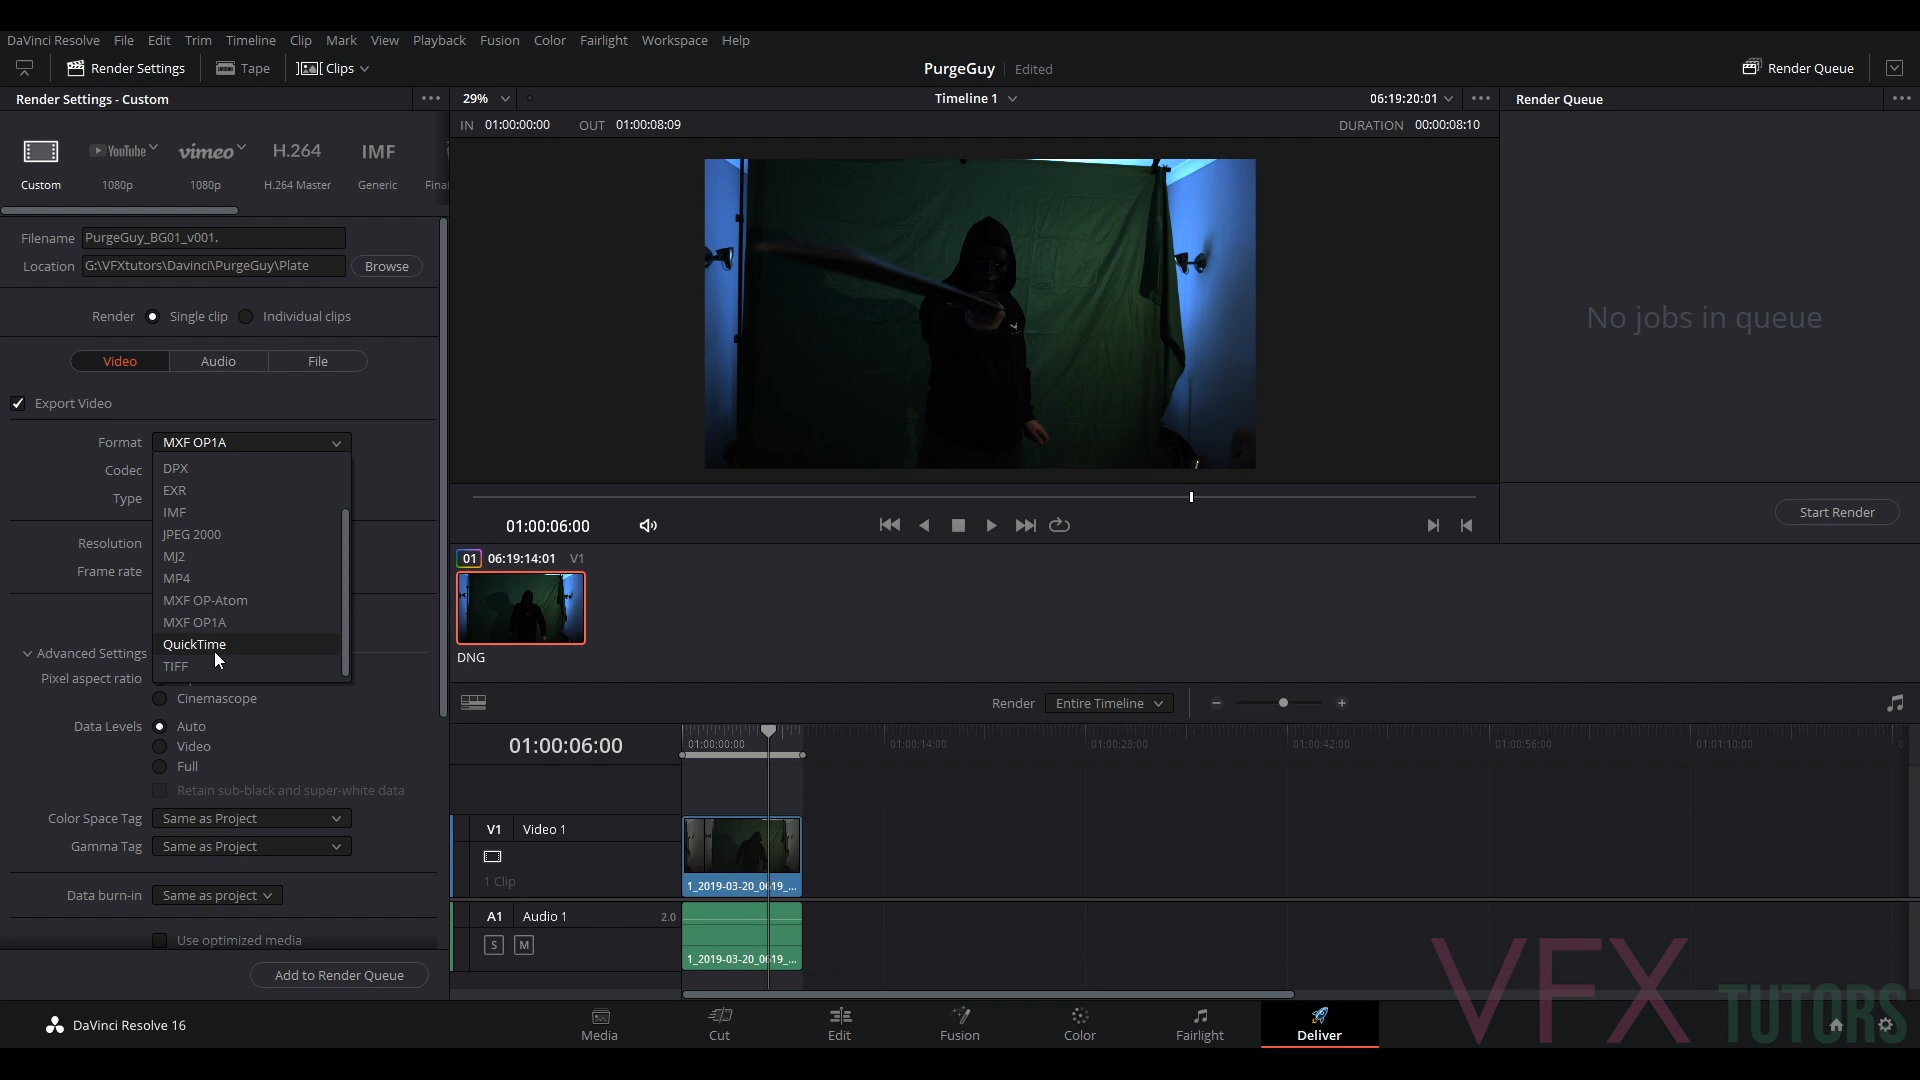 DaVinci Resolve File Edit Trim Timeline Clip Mark View Playback Fusion Color Fairlight Workspace Help
Render Settings Tape Clips PurgeGuy Edited Render Queue
Render Settings - Custom 29% Timeline 1 06:19:20:01 Render Queue
IN 01:00:00:00 OUT 01:00:08:09 DURATION 00:00:08:10
YouTube vimeo H.264 IMF
Custom 1080p 1080p H.264 Master Generic Final
Filename PurgeGuy_BG01_v001.
Location G:\VFXtutors\Davinci\PurgeGuy\Plate Browse
Render Single clip Individual clips
No jobs in queue
Video Audio File
Export Video
Format MXF OP1A
Codec DPX
EXR
Type IMF
JPEG 2000
Resolution MJ2
Frame rate MP4
MXF OP-Atom
MXF OP1A
QuickTime
TIFF
Start Render
01:00:06:00
01 06:19:14:01 V1
DNG
Advanced Settings
Pixel aspect ratio
Cinemascope
Data Levels Auto
Video
Full
Retain sub-black and super-white data
Color Space Tag Same as Project
Gamma Tag Same as Project
Data burn-in Same as project
Use optimized media
Add to Render Queue
Render Entire Timeline
01:00:06:00 01:00:00:00 01:00:14:00 01:00:28:00 01:00:42:00 01:00:56:00 01:01:10:00
V1 Video 1
1 Clip 1_2019-03-20_0619_...
A1 Audio 1 2.0
S M
1_2019-03-20_0619_...
VFX TUTORS
DaVinci Resolve 16 Media Cut Edit Fusion Color Fairlight Deliver